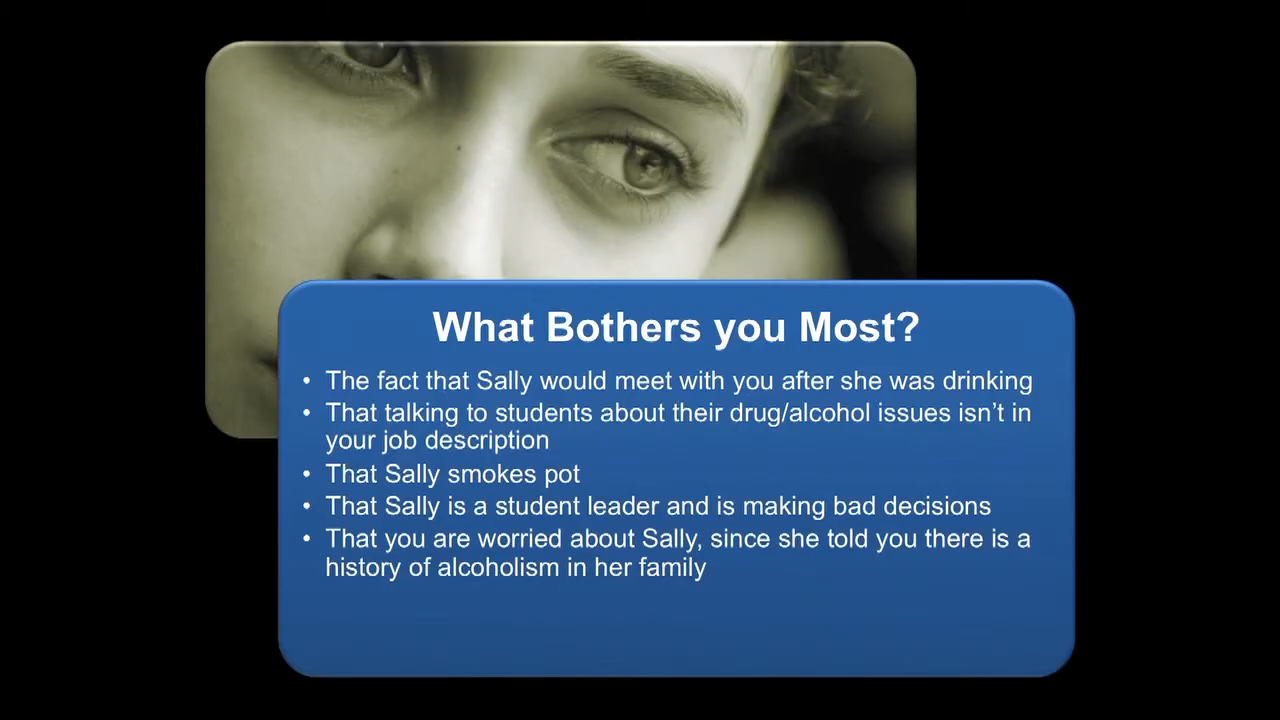 What Bothers you Most?
• The fact that Sally would meet with you after she was drinking
• That talking to students about their drug/alcohol issues isn’t in
your job description
• That Sally smokes pot
• That Sally is a student leader and is making bad decisions
• That you are worried about Sally, since she told you there is a
history of alcoholism in her family